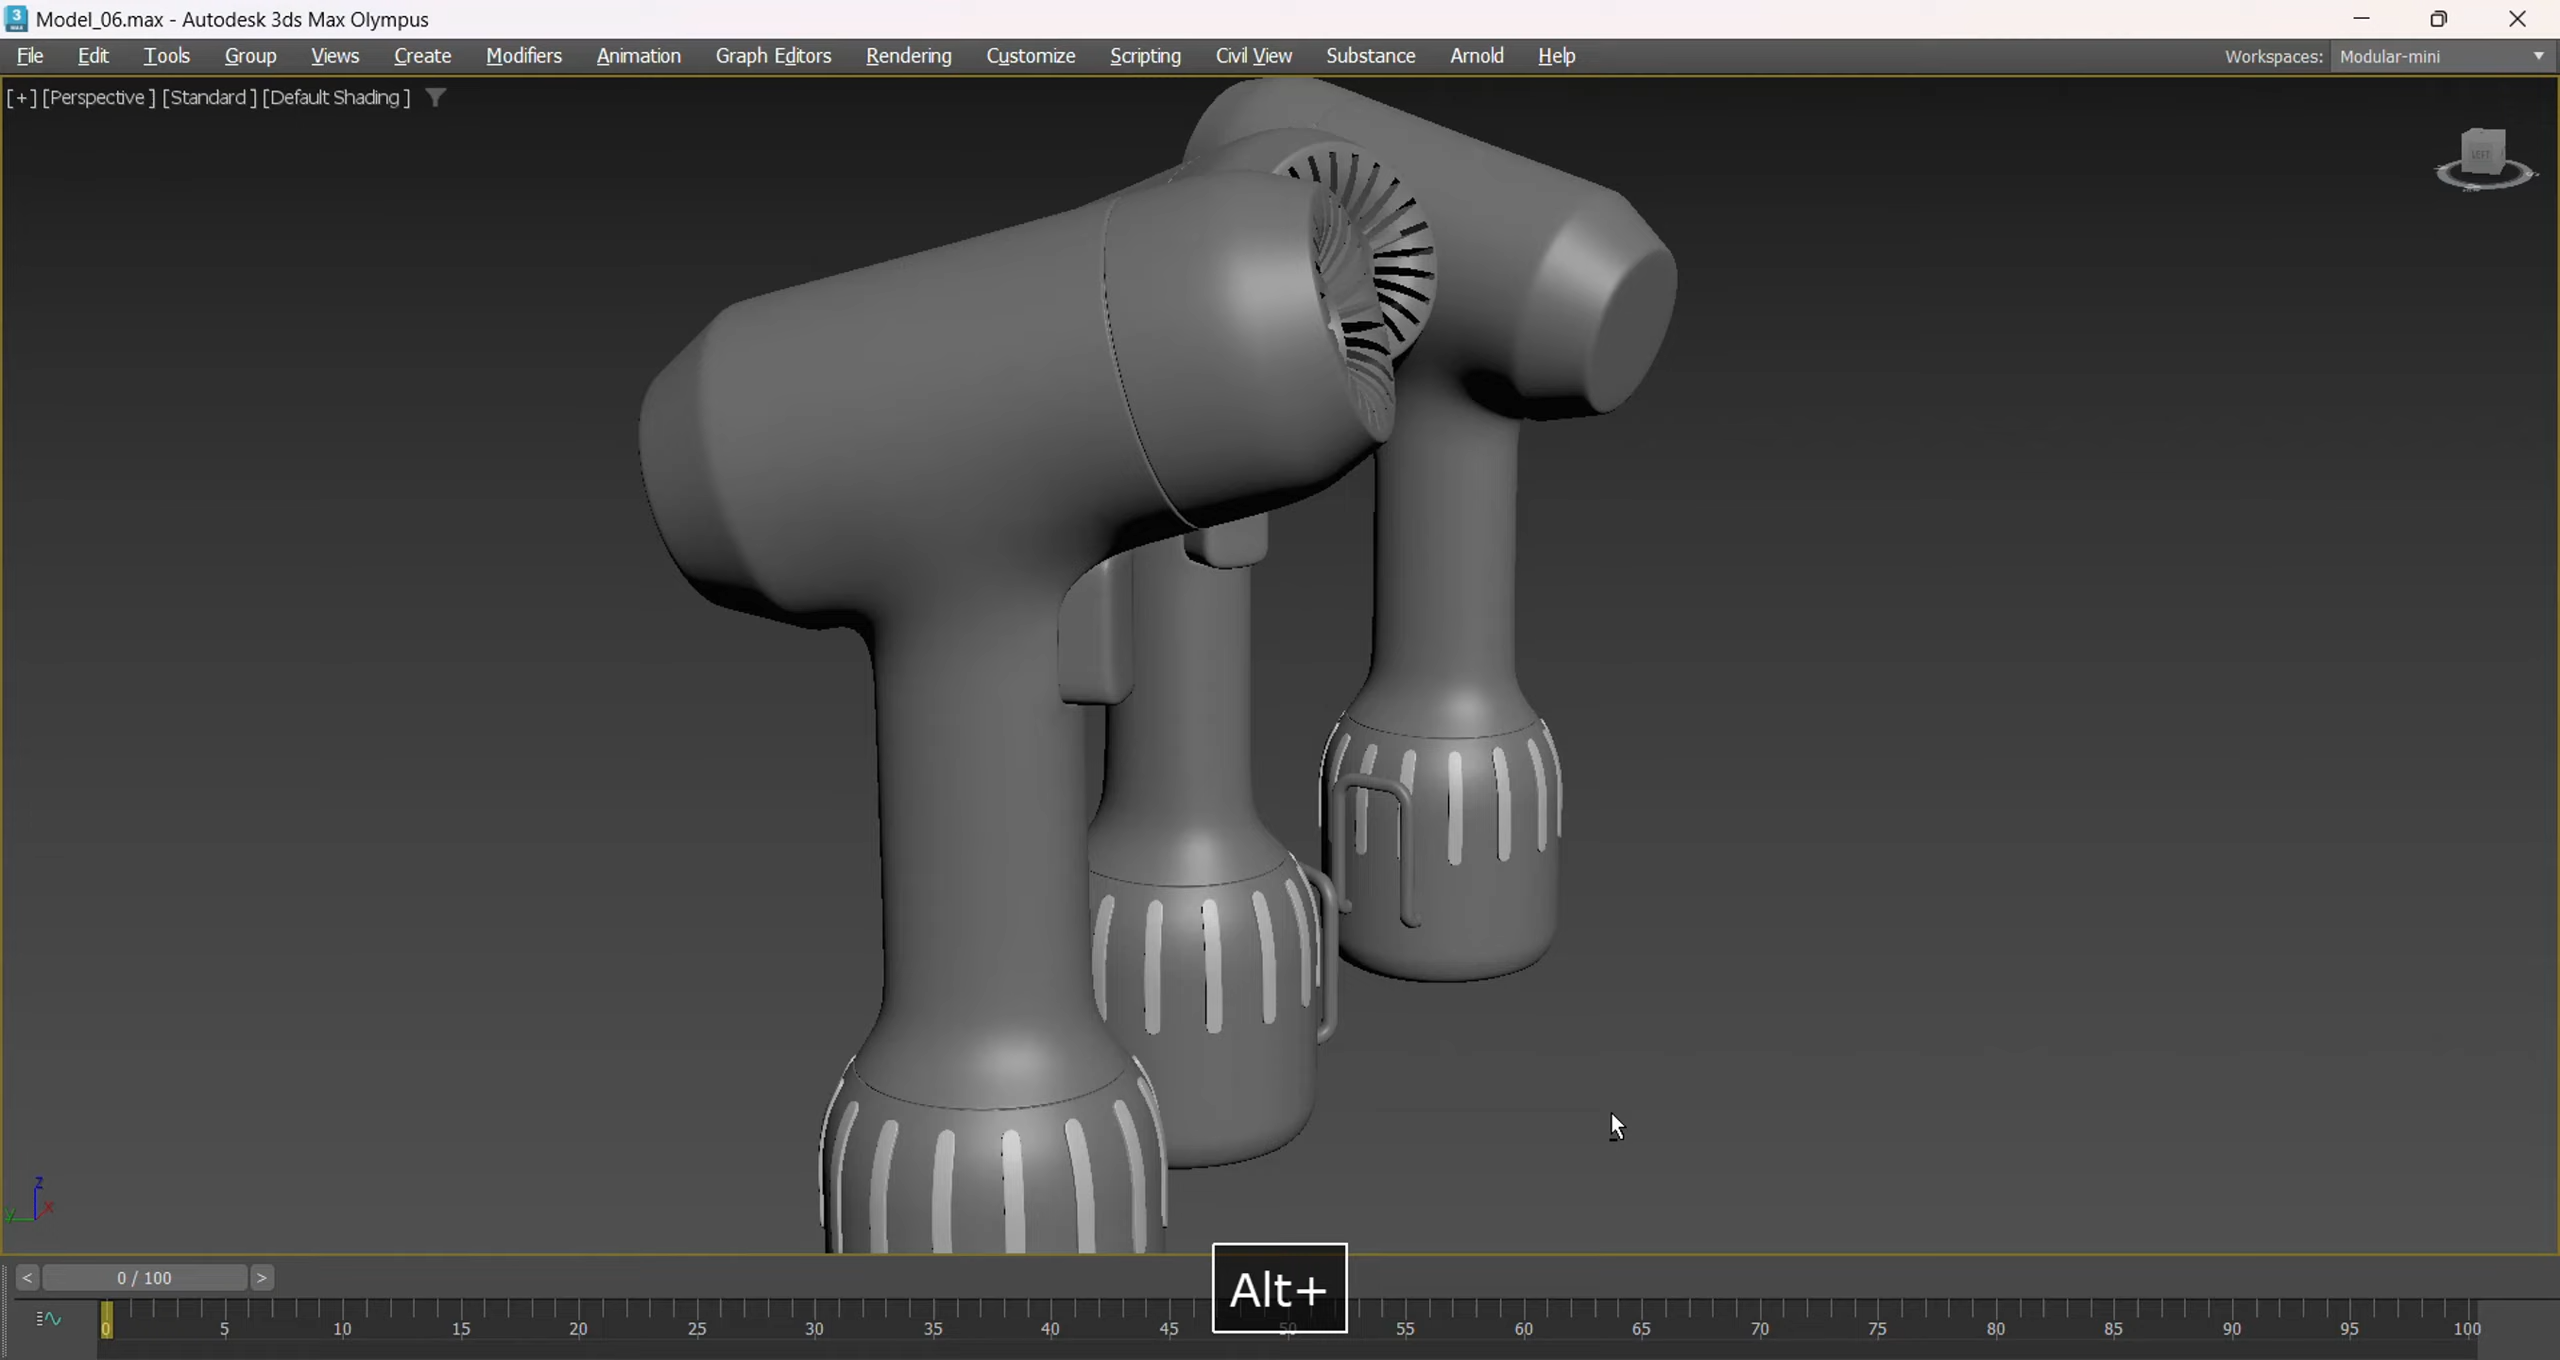 Model_06.max - Autodesk 3ds Max Olympus
File Edit Tools Group Views Create Modifiers Animation Graph Editors Rendering Customize Scripting Civil View Substance Arnold Help Workspaces: Modular-mini
[+] [Perspective ] [Standard ] [Default Shading ]
LEFT
z
x
y
< 0 / 100 >
Alt+
0 5 10 15 20 25 30 35 40 45 50 55 60 65 70 75 80 85 90 95 100